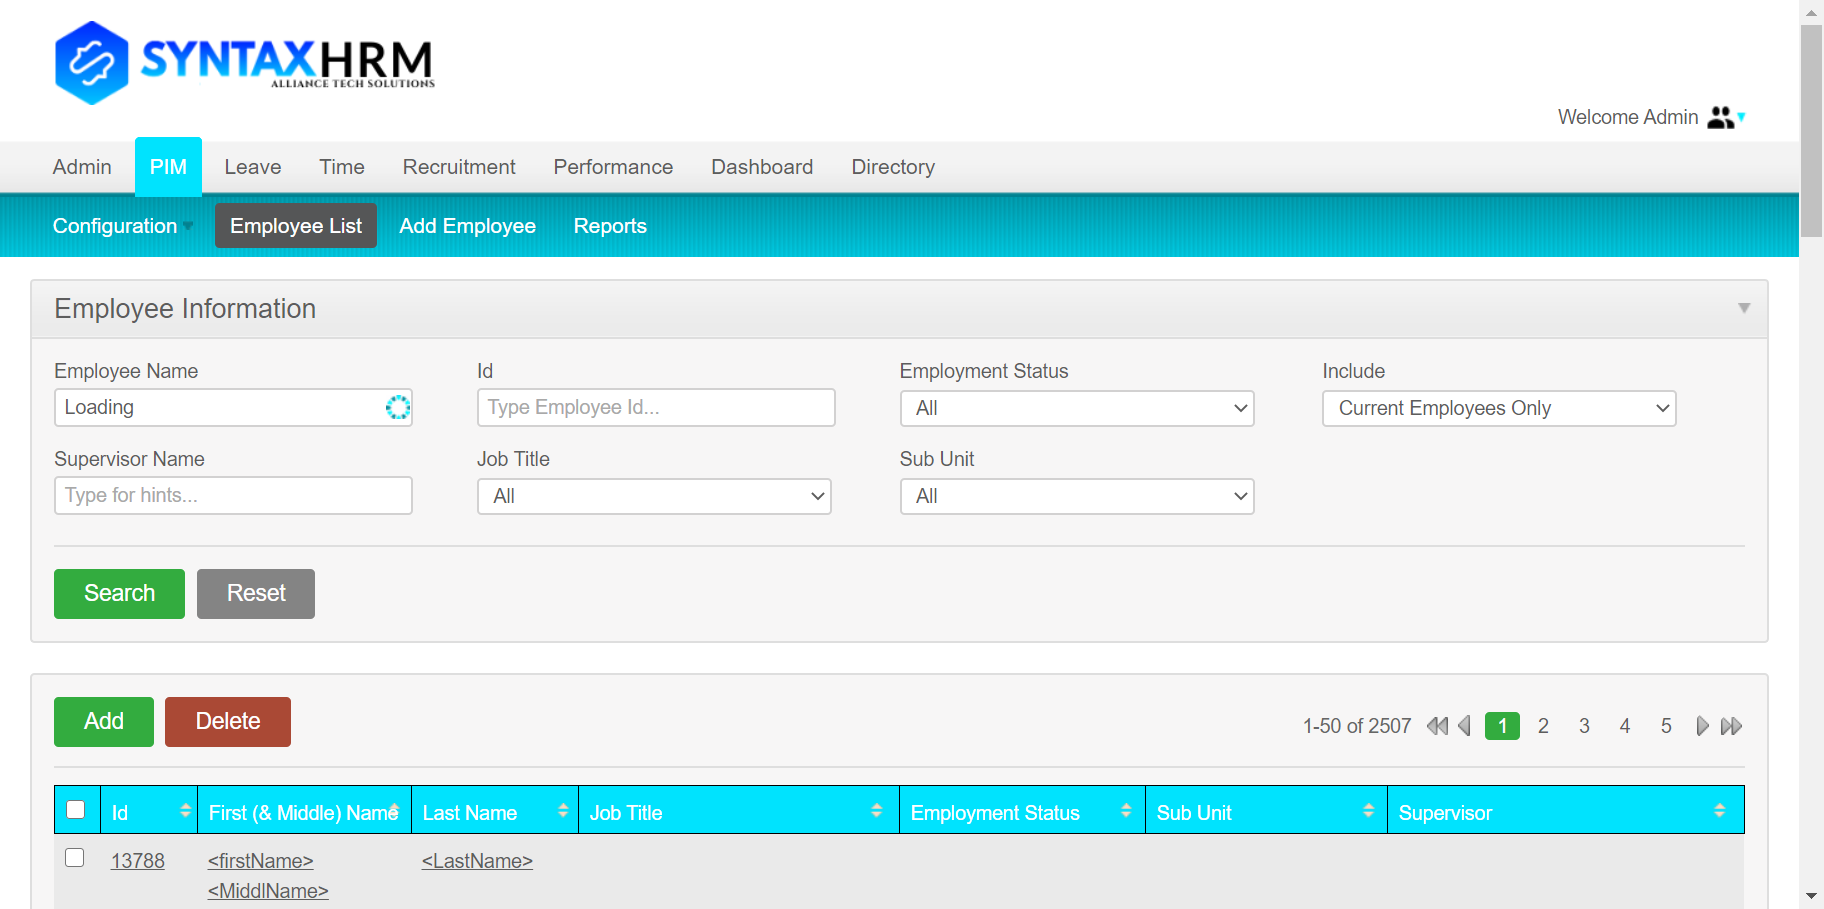 SYNTAXHRM
ALLIANCE TECH SOLUTIONS
Welcome Admin
Admin PIM Leave Time Recruitment Performance Dashboard Directory
Configuration Employee List Add Employee Reports
Employee Information
Employee Name Id Employment Status Include
Loading Type Employee Id... All Current Employees Only
Supervisor Name Job Title Sub Unit
Type for hints... All All
Search Reset
Add Delete 1-50 of 2507 1 2 3 4 5
Id First (& Middle) Name Last Name Job Title Employment Status Sub Unit Supervisor
13788 <firstName> <LastName>
<MiddlName>